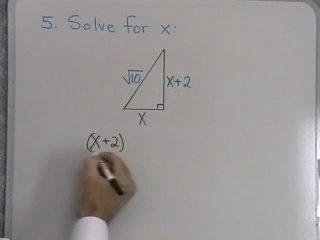 5. Solve for x:
√10
x+2
x
(x+2)